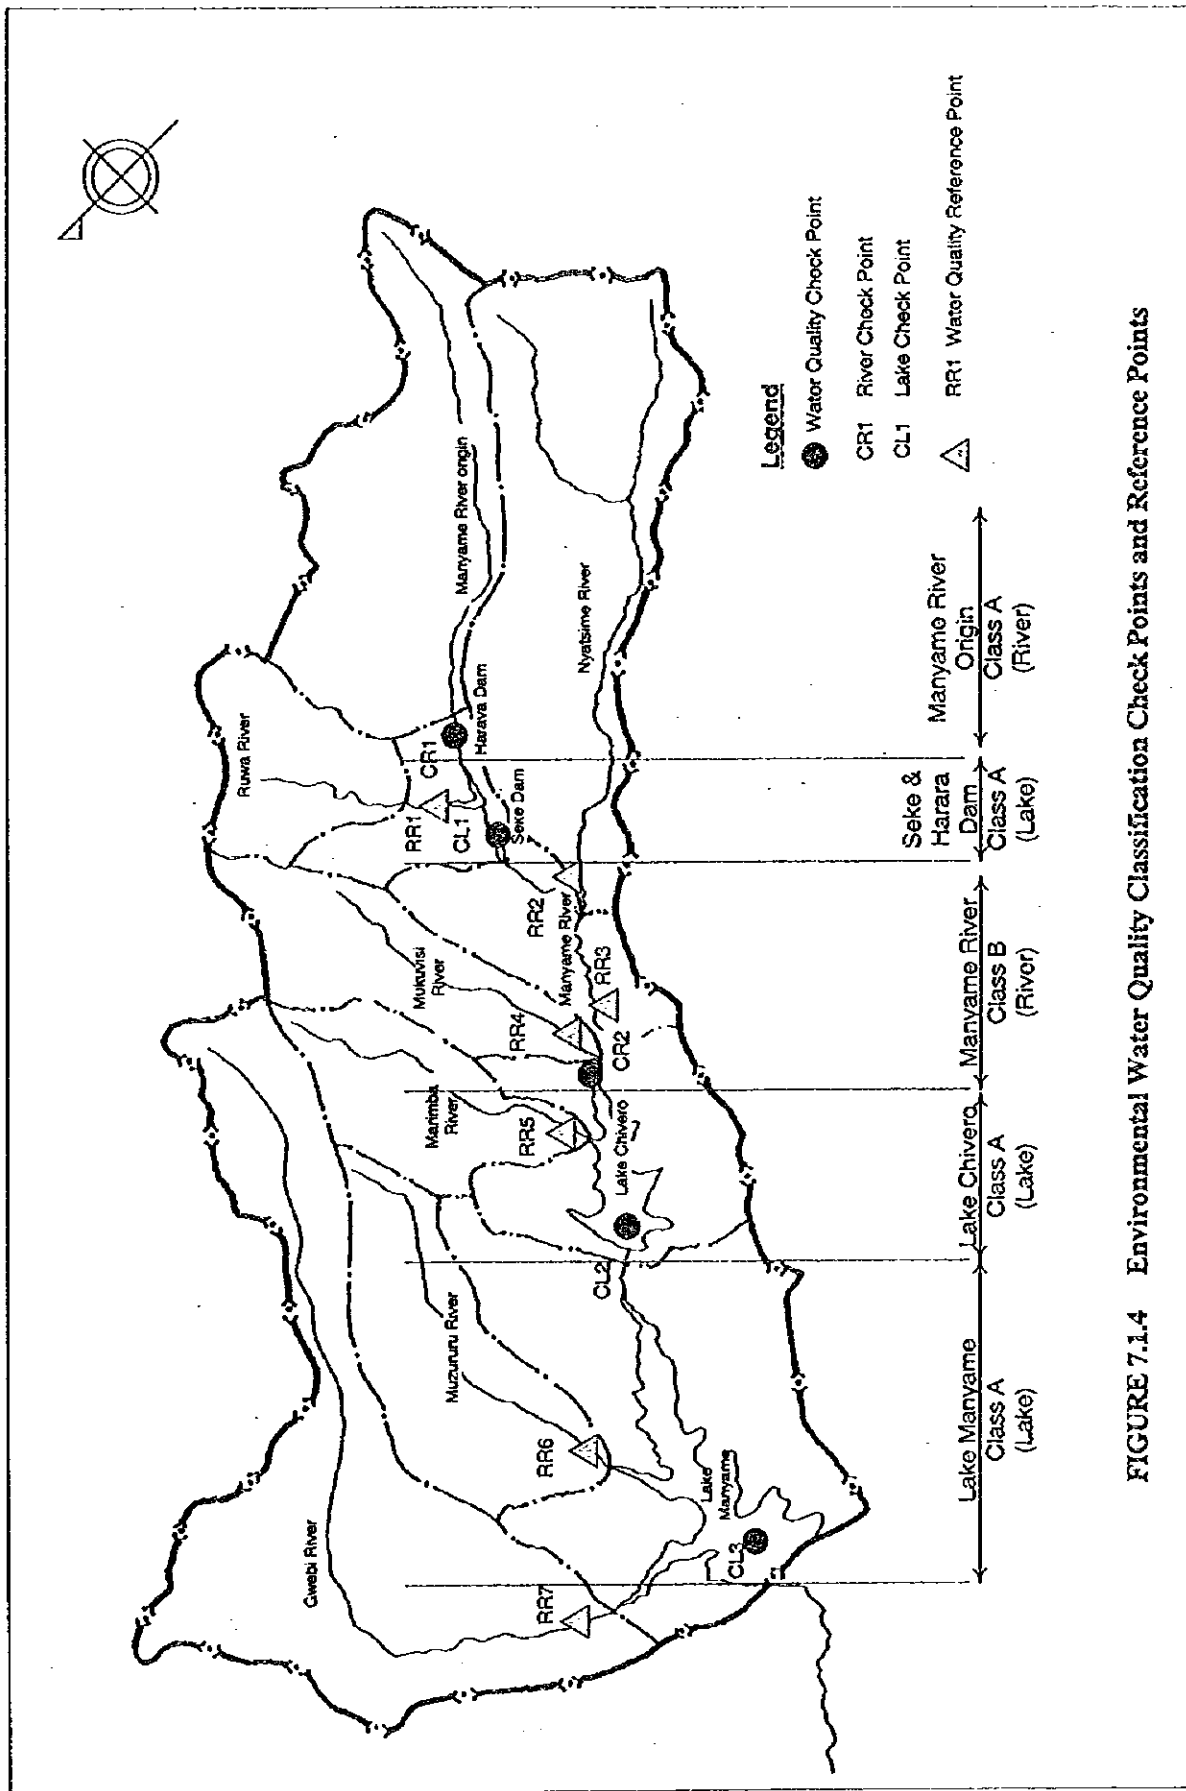 Gwebi River
Muzururu River
Marimba
River
Mukuvisi
River
Ruwa River
Manyame River origin
Harava Dam
Seke Dam
Nyatsime River
Manyame River
Lake Chivero
Lake
Manyame
RR7
RR6
RR5
RR4
RR3
RR2
RR1
CR1
CL1
CR2
CL2
CL3
Legend
Water Quality Check Point
CR1 River Check Point
CL1 Lake Check Point
RR1 Water Quality Reference Point
Lake Manyame
Class A
(Lake)
Lake Chivero
Class A
(Lake)
Manyame River
Class B
(River)
Seke &
Harara
Dam
Class A
(Lake)
Manyame River
Origin
Class A
(River)
FIGURE 7.1.4 Environmental Water Quality Classification Check Points and Reference Points